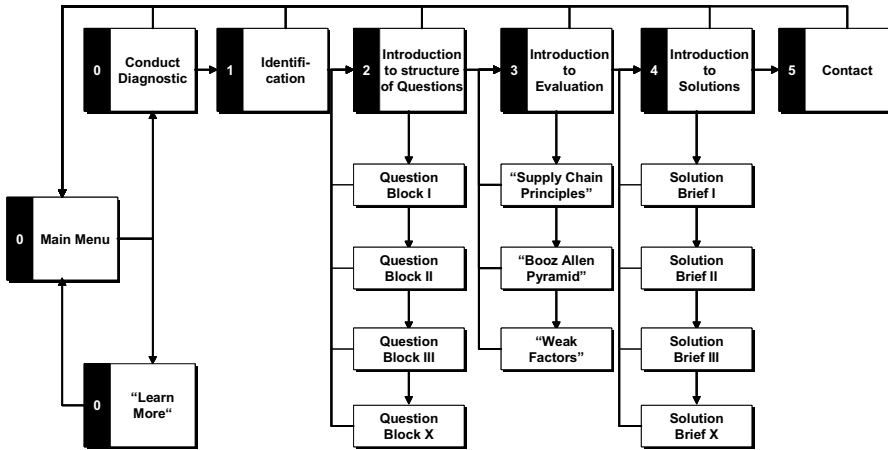 0
Conduct
Diagnostic
1
Identifi-
cation
2
Introduction
to structure
of Questions
3
Introduction
to
Evaluation
4
Introduction
to
Solutions
5
Contact
Question
Block I
“Supply Chain
Principles”
Solution
Brief I
0
Main Menu
Question
Block II
“Booz Allen
Pyramid”
Solution
Brief II
Question
Block III
“Weak
Factors”
Solution
Brief III
0
“Learn
More“
Question
Block X
Solution
Brief X